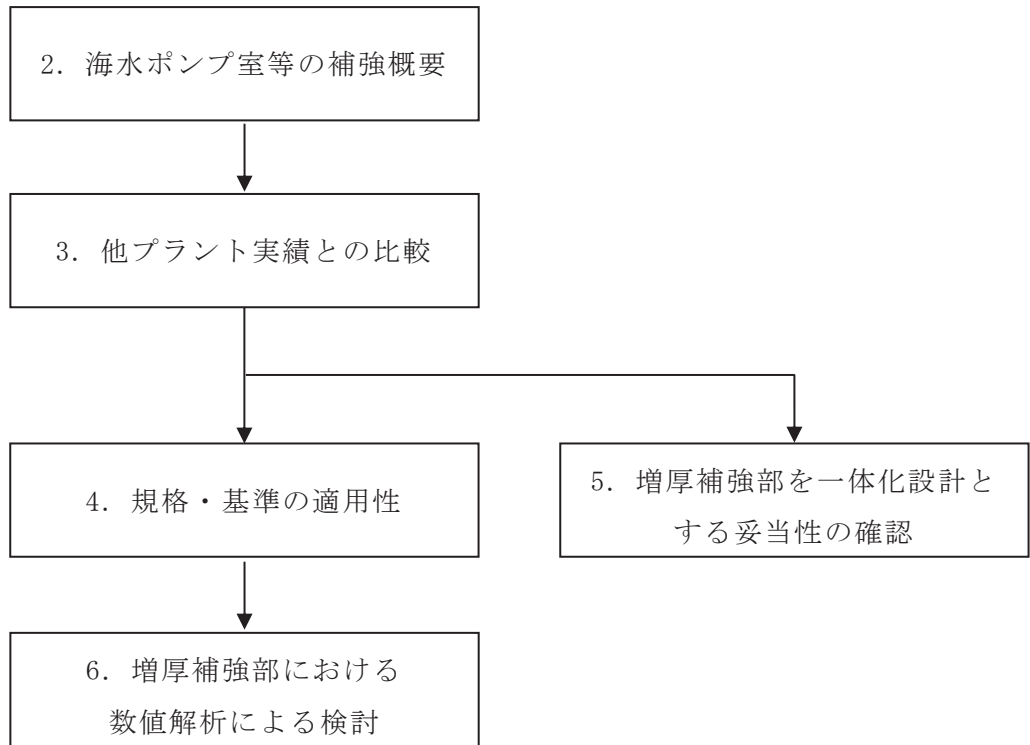 2. 海水ポンプ室等の補強概要
3. 他プラント実績との比較
4. 規格・基準の適用性
5. 増厚補強部を一体化設計と
する妥当性の確認
6. 増厚補強部における
数値解析による検討